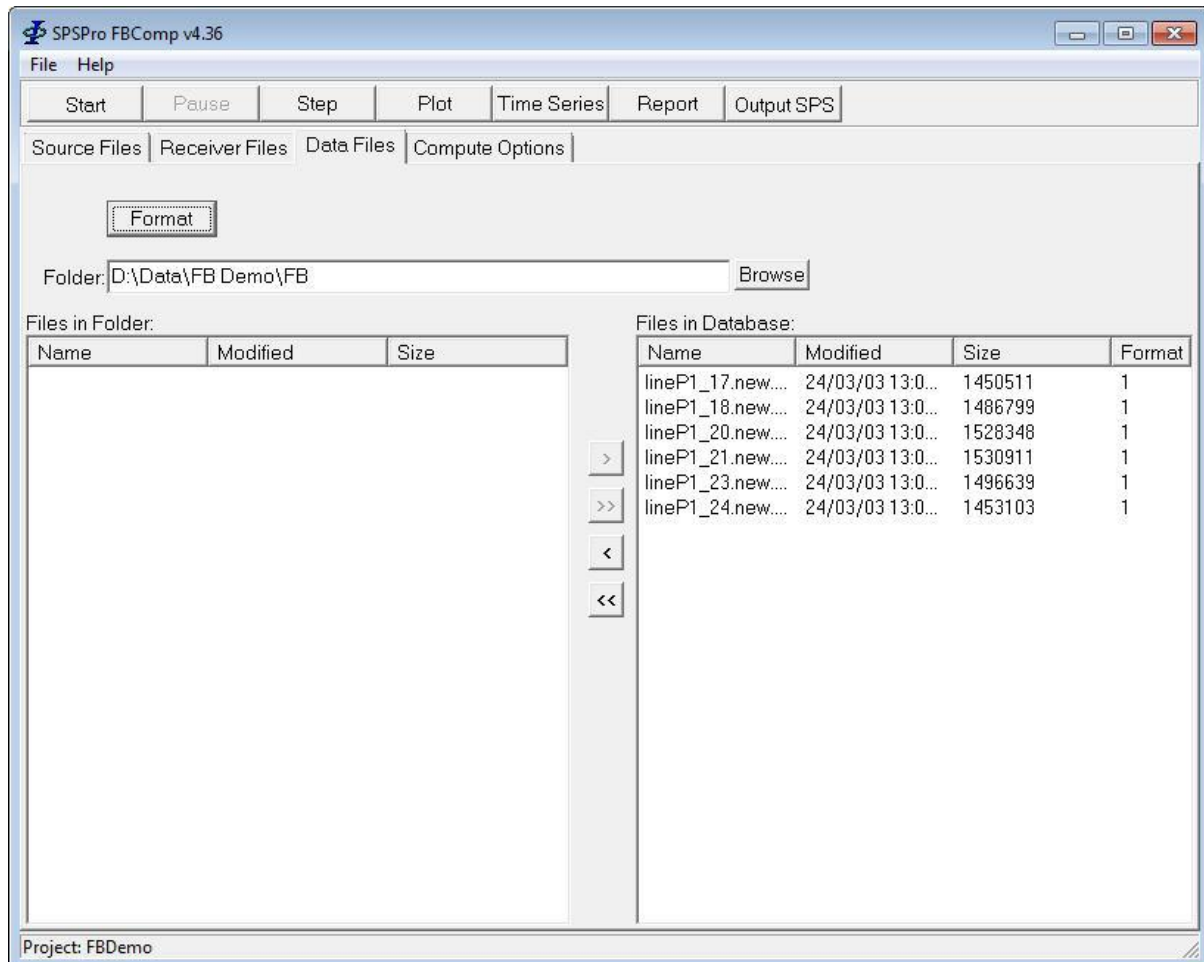 SPSPro FBComp v4.36
File Help
Start Pause Step Plot Time Series Report Output SPS
Source Files Receiver Files Data Files Compute Options
Format
Folder: D:\Data\FB Demo\FB Browse
Files in Folder: Files in Database:
Name Modified Size Name Modified Size Format
lineP1_17.new.... 24/03/03 13:0... 1450511 1
lineP1_18.new.... 24/03/03 13:0... 1486799 1
lineP1_20.new.... 24/03/03 13:0... 1528348 1
lineP1_21.new.... 24/03/03 13:0... 1530911 1
> lineP1_23.new.... 24/03/03 13:0... 1496639 1
>> lineP1_24.new.... 24/03/03 13:0... 1453103 1
<
<<
Project: FBDemo